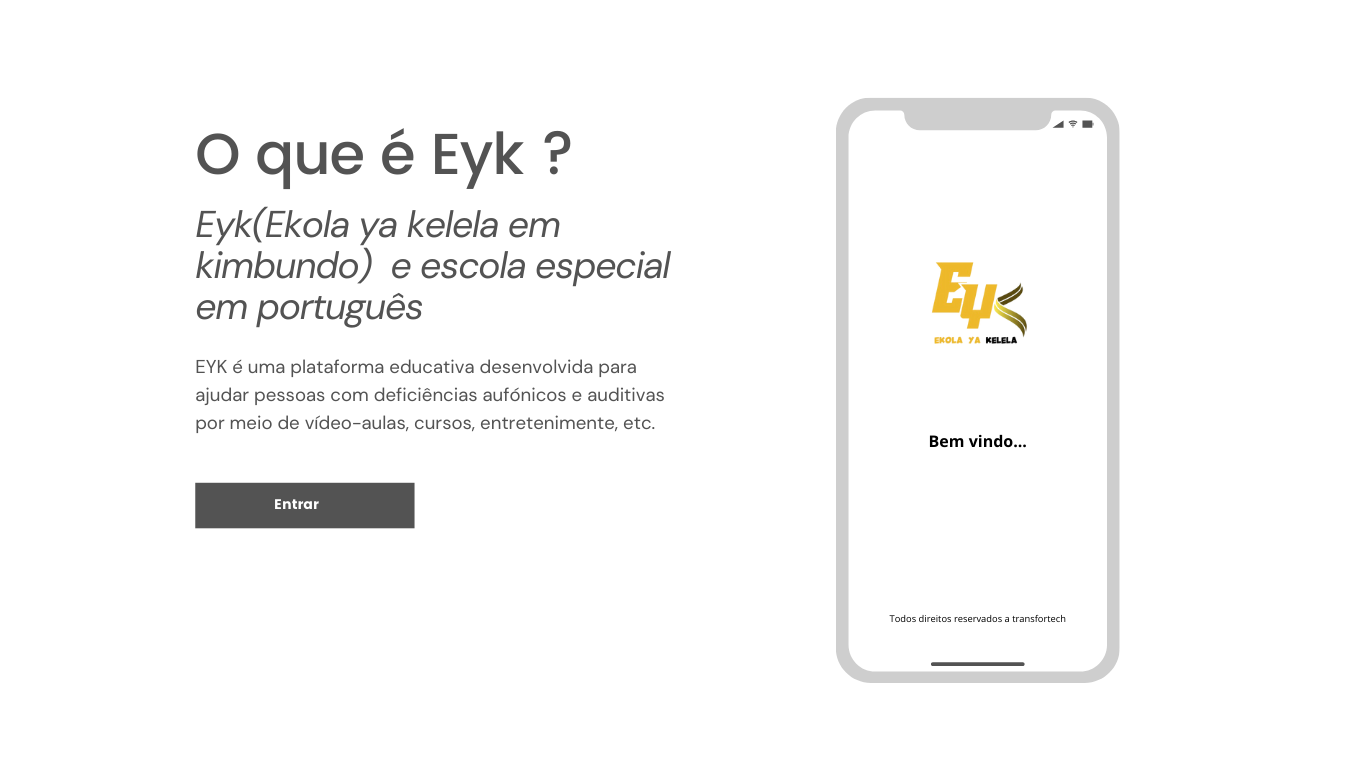 O que é Eyk ?
Eyk(Ekola ya kelela em
kimbundo)  e escola especial
em português
EYK é uma plataforma educativa desenvolvida para
ajudar pessoas com deficiências aufónicos e auditivas
por meio de vídeo-aulas, cursos, entretenimente, etc.
Entrar
EYK
EKOLA YA KELELA
Bem vindo...
Todos direitos reservados a transfortech